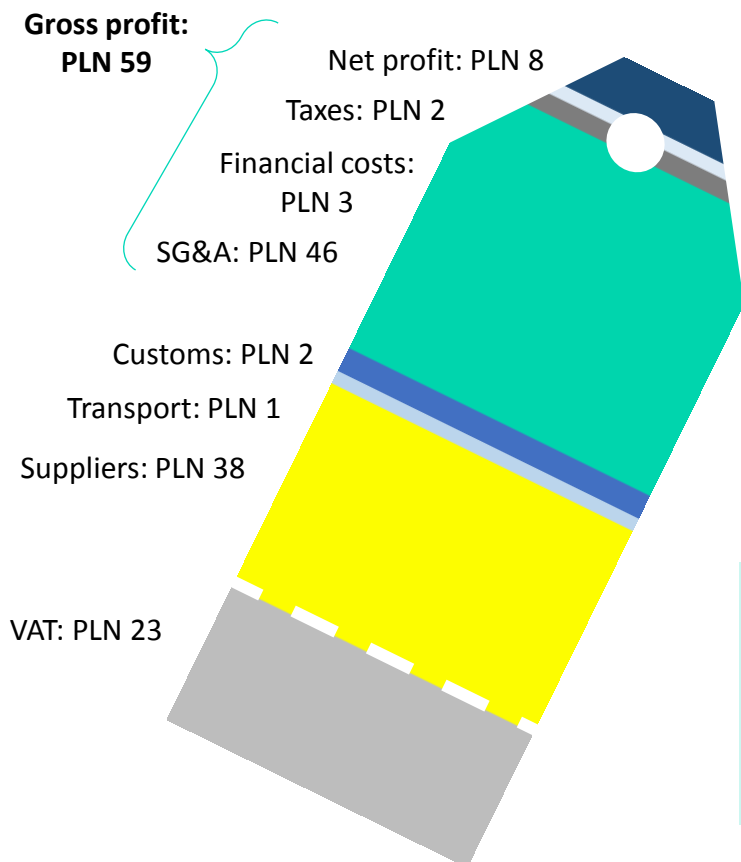 Gross profit:
PLN 59
Net profit: PLN 8
Taxes: PLN 2
Financial costs:
PLN 3
SG&A: PLN 46
Customs: PLN 2
Transport: PLN 1
Suppliers: PLN 38
VAT: PLN 23